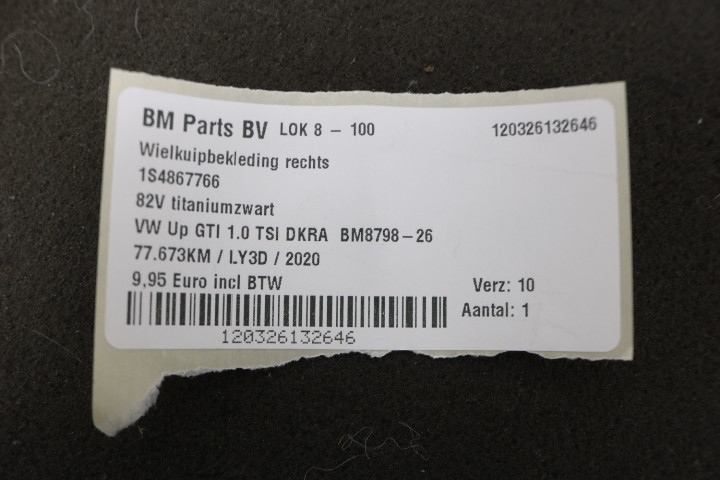 BM Parts BV LOK 8 - 100 120326132646
Wielkuipbekleding rechts
1S4867766
82V titaniumzwart
VW Up GTI 1.0 TSI DKRA BM8798-26
77.673KM / LY3D / 2020
9,95 Euro incl BTW Verz: 10
Aantal: 1
120326132646